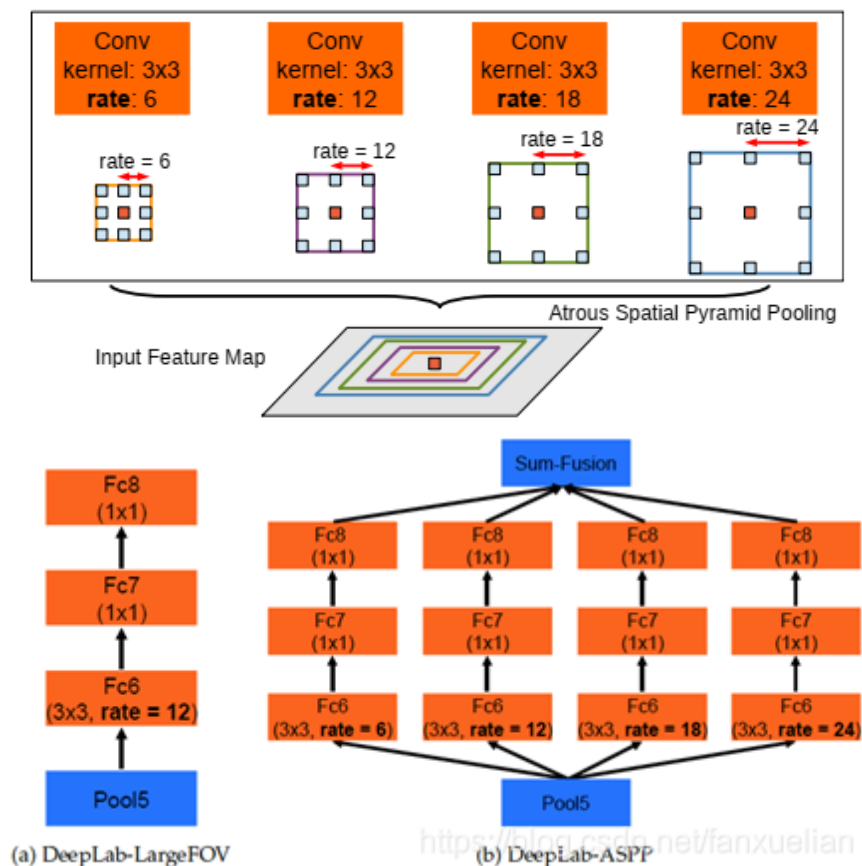 Conv
kernel: 3x3
rate: 6
Conv
kernel: 3x3
rate: 12
Conv
kernel: 3x3
rate: 18
Conv
kernel: 3x3
rate: 24
rate = 6
rate = 12
rate = 18
rate = 24
Atrous Spatial Pyramid Pooling
Input Feature Map
Fc8
(1x1)
Fc7
(1x1)
Fc6
(3x3, rate = 12)
Pool5
(a) DeepLab-LargeFOV
Sum-Fusion
Fc8
(1x1)
Fc8
(1x1)
Fc8
(1x1)
Fc8
(1x1)
Fc7
(1x1)
Fc7
(1x1)
Fc7
(1x1)
Fc7
(1x1)
Fc6
(3x3, rate = 6)
Fc6
(3x3, rate = 12)
Fc6
(3x3, rate = 18)
Fc6
(3x3, rate = 24)
Pool5
(b) DeepLab-ASPP
https://blog.csdn.net/fanxuelian